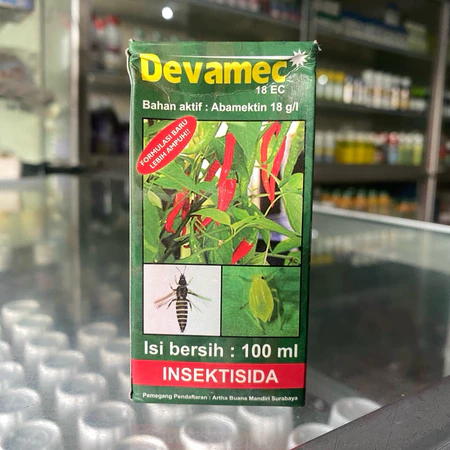 Devamec
18 EC
Bahan aktif : Abamektin 18 g/l
FORMULASI BARU
LEBIH AMPUH!!
Isi bersih : 100 ml
INSEKTISIDA
Pemegang Pendaftaran : Artha Buana Mandiri Surabaya